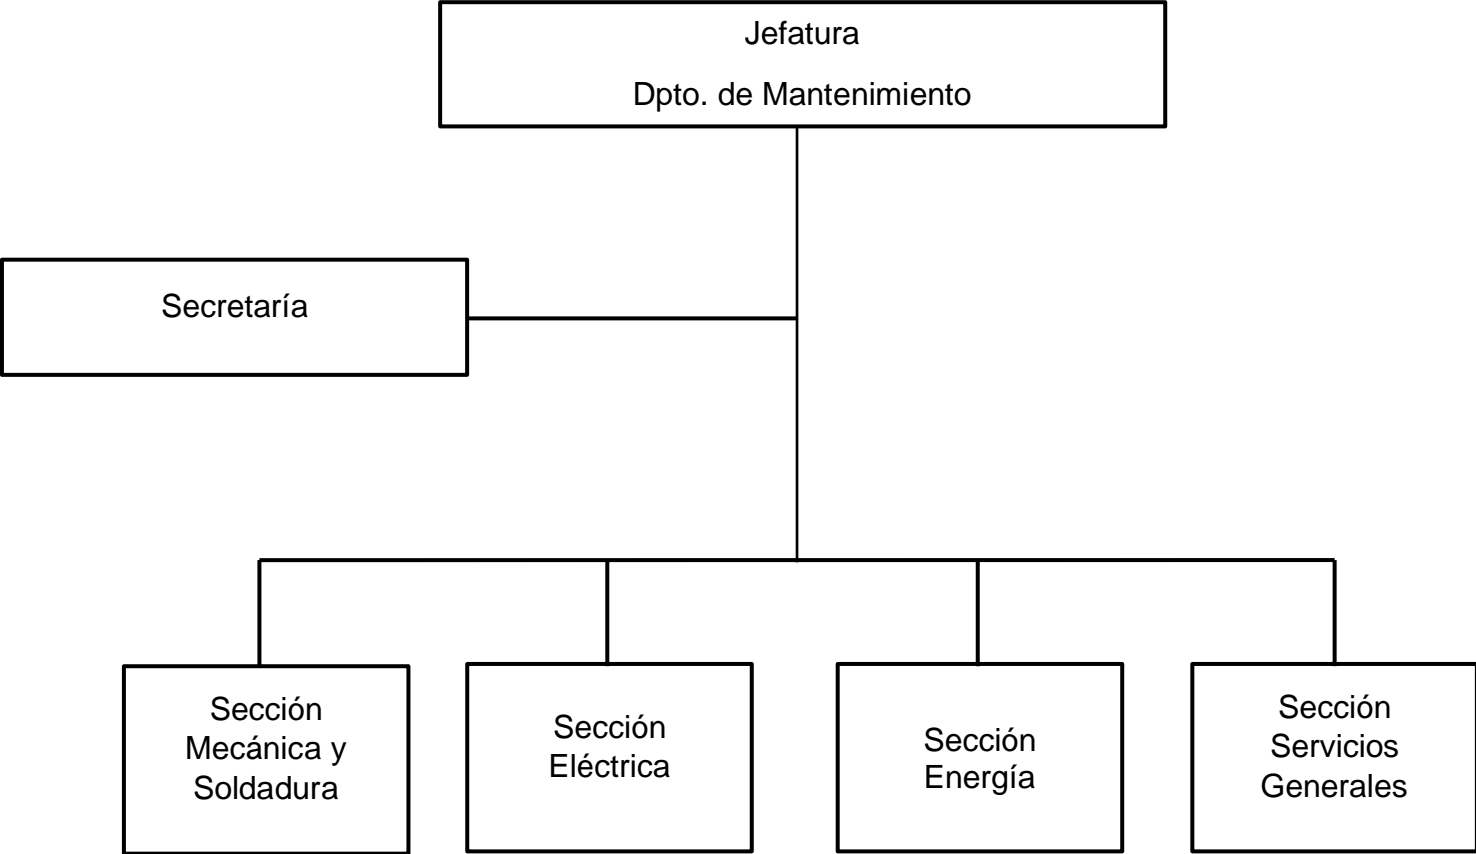 Jefatura
Dpto. de Mantenimiento
Secretaría
Sección
Mecánica y
Soldadura
Sección
Eléctrica
Sección
Energía
Sección
Servicios
Generales